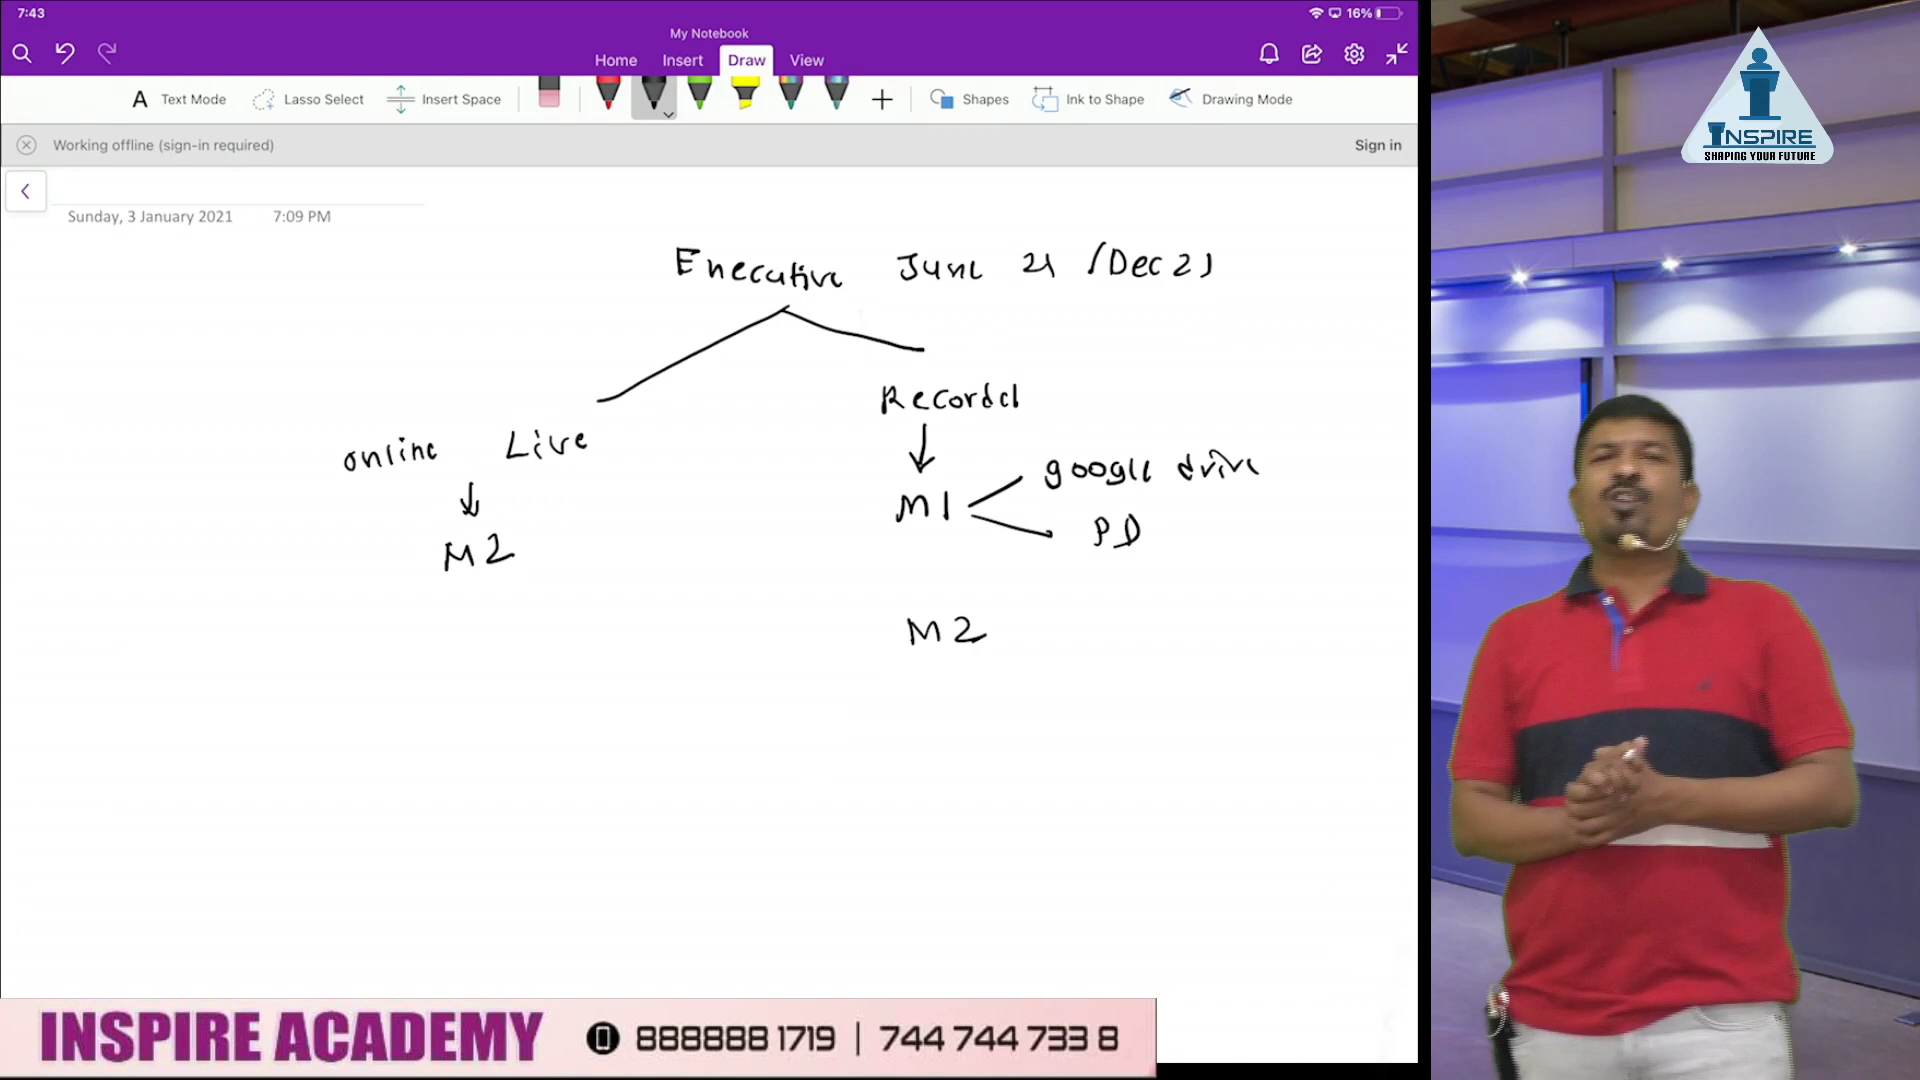 7:43
16%
My Notebook
Home Insert Draw View
Text Mode Lasso Select Insert Space Shapes Ink to Shape Drawing Mode
Working offline (sign-in required) Sign in
Sunday, 3 January 2021 7:09 PM
Executive June 21 /Dec 21
online Live
M2
Recorded
M1
google drive
PD
M2
INSPIRE
SHAPING YOUR FUTURE
INSPIRE ACADEMY 888888 1719 | 744 744 733 8